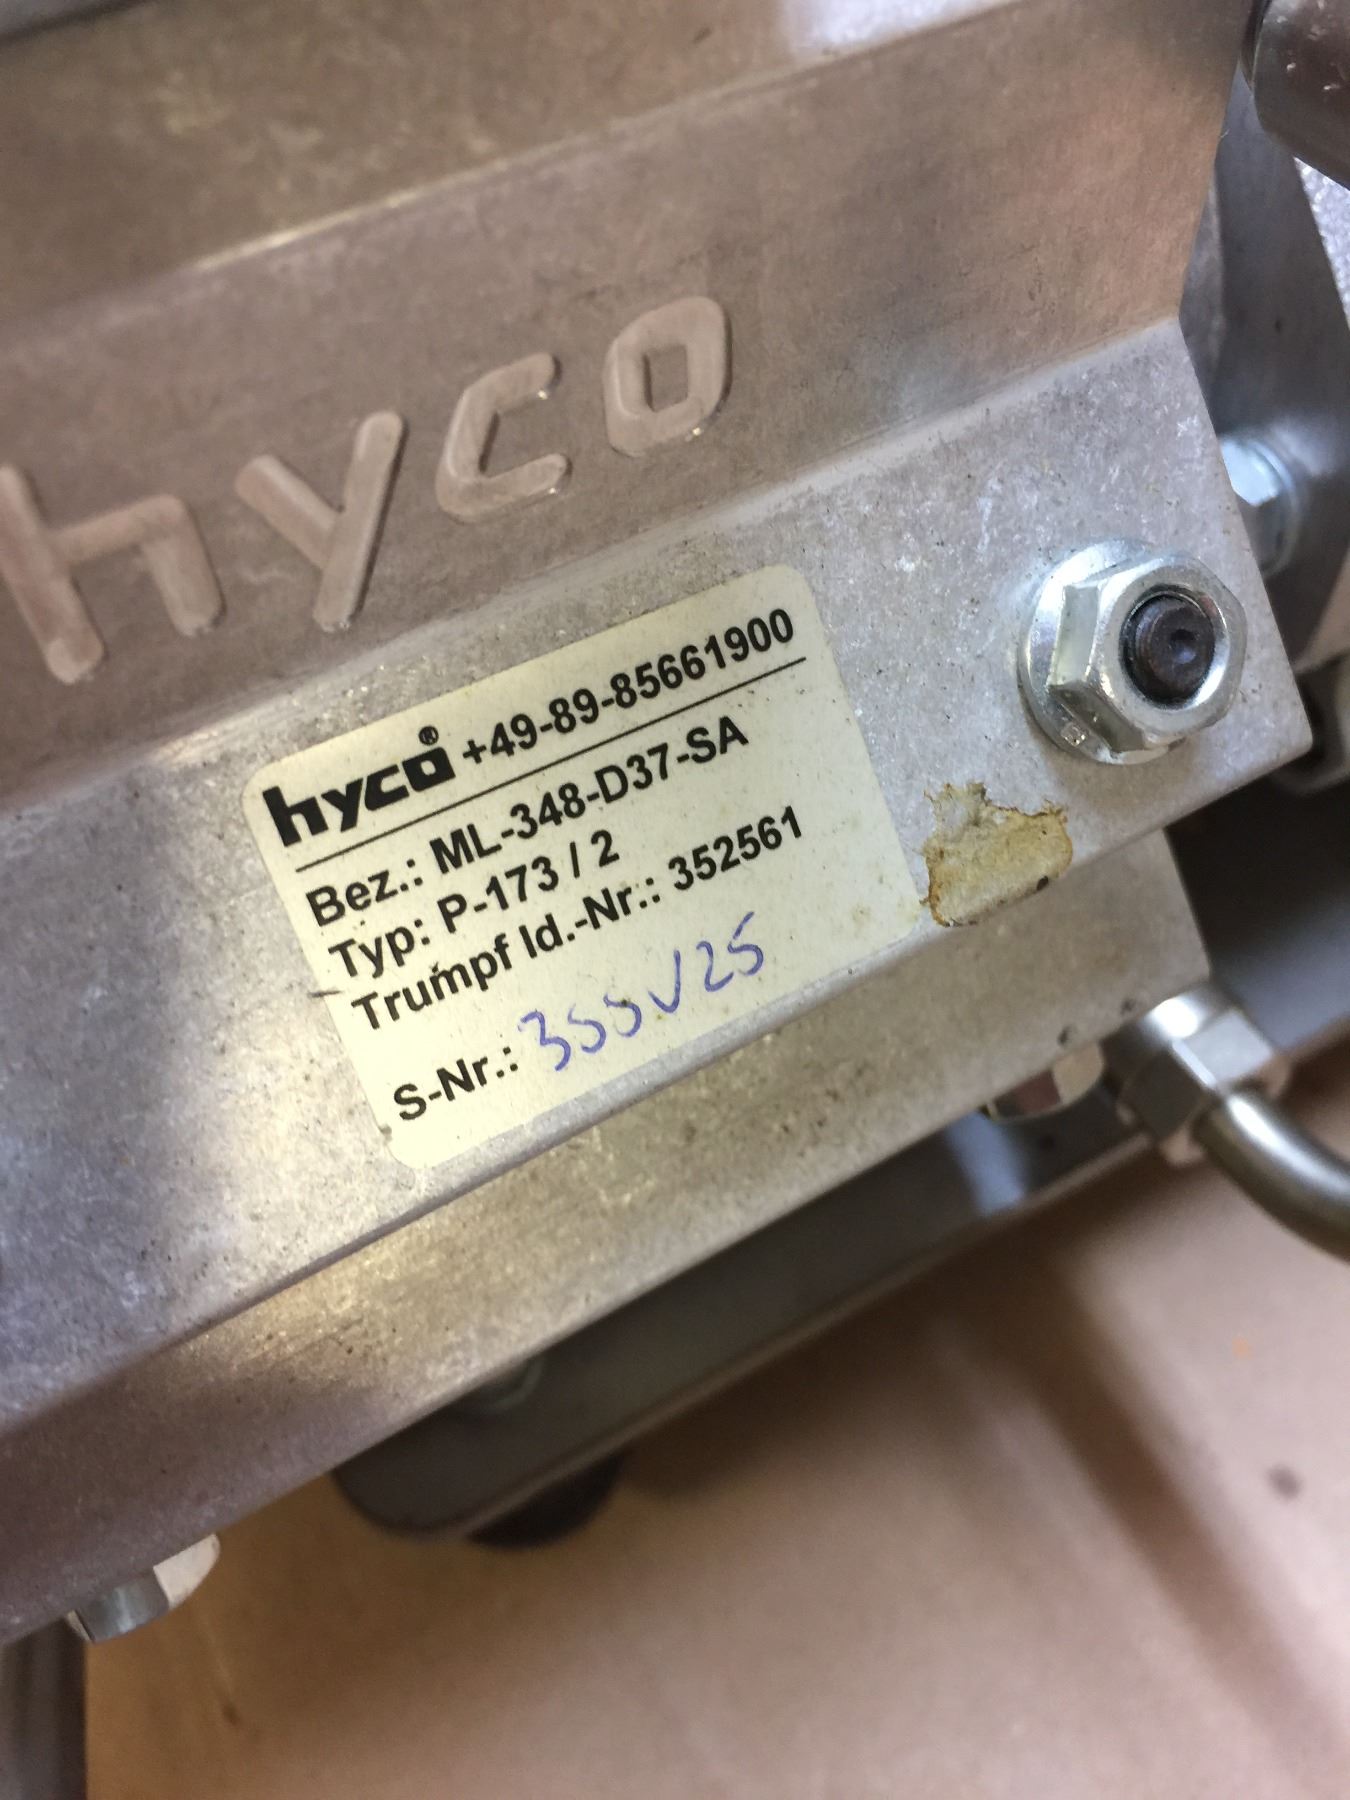 hyco
hyco® +49-89-85661900
Bez.: ML-348-D37-SA
Typ: P-173 / 2
Trumpf Id.-Nr.: 352561
S-Nr.: